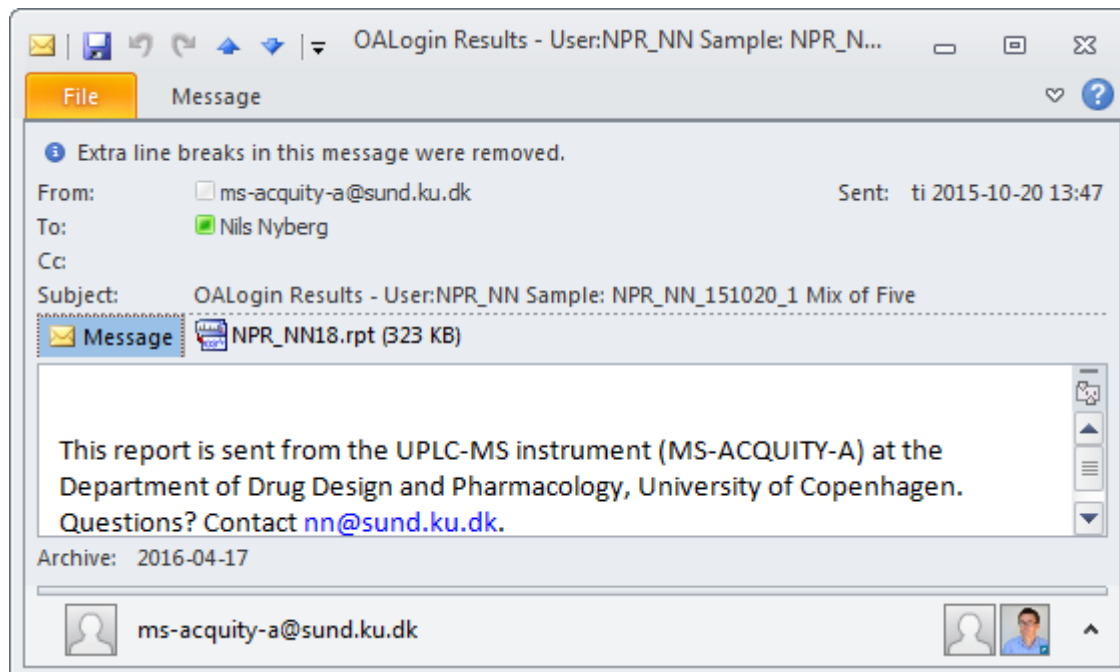 OALogin Results - User:NPR_NN Sample: NPR_N...
File Message
Extra line breaks in this message were removed.
From: ms-acquity-a@sund.ku.dk Sent: ti 2015-10-20 13:47
To: Nils Nyberg
Cc:
Subject: OALogin Results - User:NPR_NN Sample: NPR_NN_151020_1 Mix of Five
Message NPR_NN18.rpt (323 KB)
This report is sent from the UPLC-MS instrument (MS-ACQUITY-A) at the
Department of Drug Design and Pharmacology, University of Copenhagen.
Questions? Contact nn@sund.ku.dk.
Archive: 2016-04-17
ms-acquity-a@sund.ku.dk